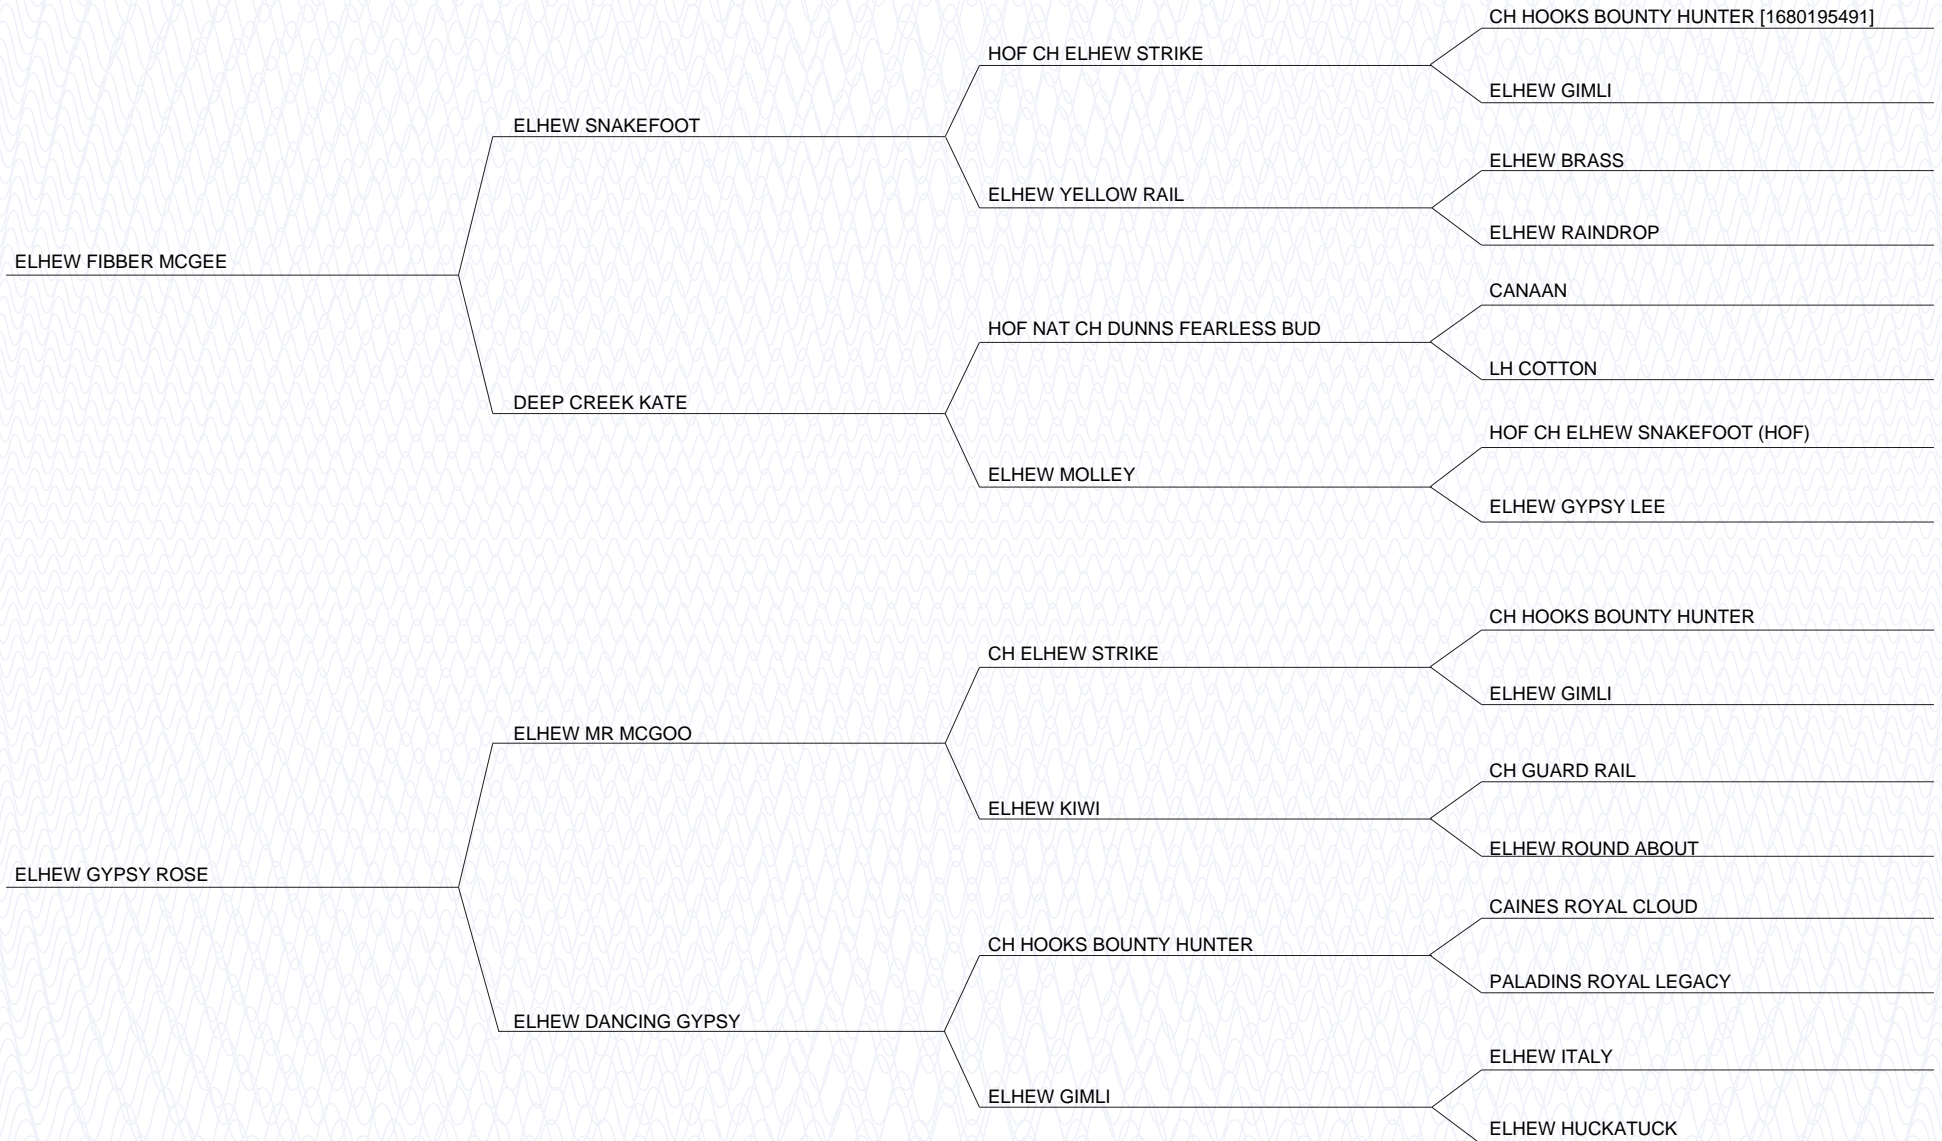 CH HOOKS BOUNTY HUNTER [1680195491]
HOF CH ELHEW STRIKE
ELHEW GIMLI
ELHEW SNAKEFOOT
ELHEW BRASS
ELHEW YELLOW RAIL
ELHEW RAINDROP
ELHEW FIBBER MCGEE
CANAAN
HOF NAT CH DUNNS FEARLESS BUD
LH COTTON
DEEP CREEK KATE
HOF CH ELHEW SNAKEFOOT (HOF)
ELHEW MOLLEY
ELHEW GYPSY LEE
CH HOOKS BOUNTY HUNTER
CH ELHEW STRIKE
ELHEW GIMLI
ELHEW MR MCGOO
CH GUARD RAIL
ELHEW KIWI
ELHEW ROUND ABOUT
ELHEW GYPSY ROSE
CAINES ROYAL CLOUD
CH HOOKS BOUNTY HUNTER
PALADINS ROYAL LEGACY
ELHEW DANCING GYPSY
ELHEW ITALY
ELHEW GIMLI
ELHEW HUCKATUCK